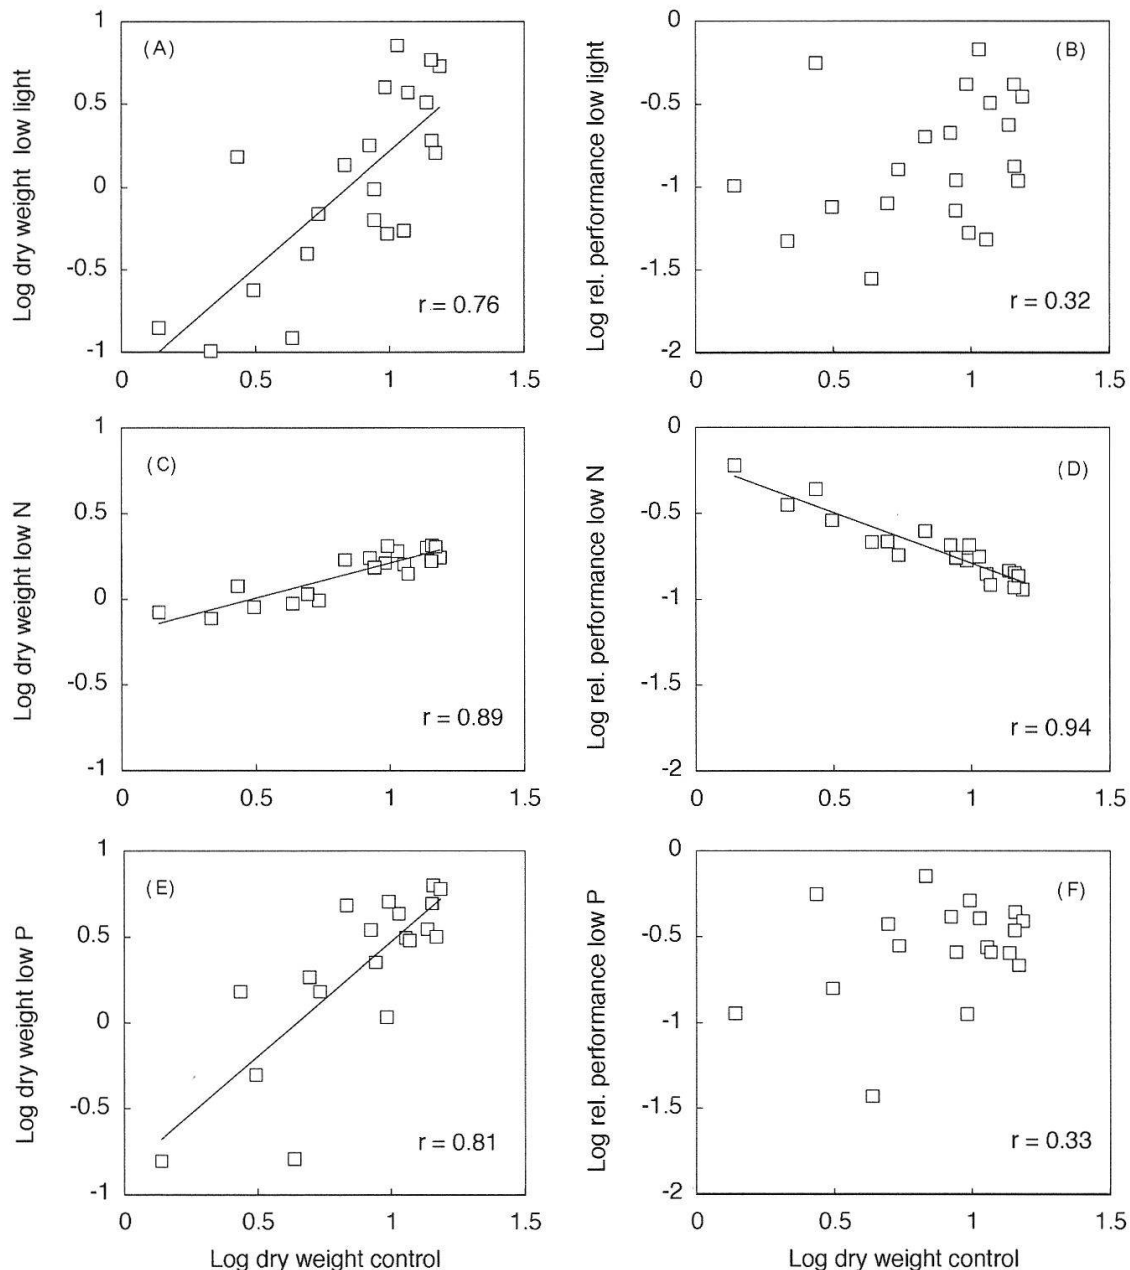 (A)
Log dry weight low light
1
0.5
0
-0.5
-1
0
0.5
1
1.5
r = 0.76
(B)
Log rel. performance low light
0
-0.5
-1
-1.5
-2
0
0.5
1
1.5
r = 0.32
(C)
Log dry weight low N
1
0.5
0
-0.5
-1
0
0.5
1
1.5
r = 0.89
(D)
Log rel. performance low N
0
-0.5
-1
-1.5
-2
0
0.5
1
1.5
r = 0.94
(E)
Log dry weight low P
1
0.5
0
-0.5
-1
0
0.5
1
1.5
r = 0.81
Log dry weight control
(F)
Log rel. performance low P
0
-0.5
-1
-1.5
-2
0
0.5
1
1.5
r = 0.33
Log dry weight control